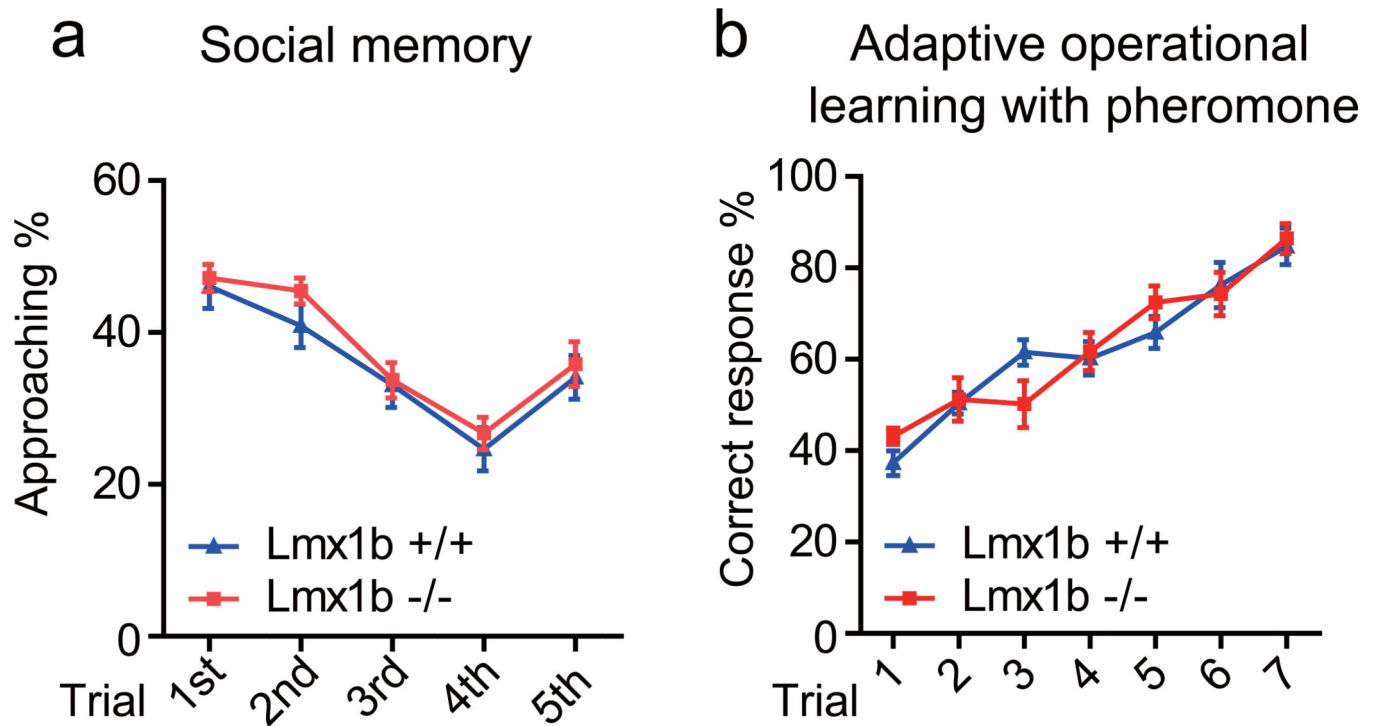 a
Social memory
Approaching %
60
40
20
0
Lmx1b +/+
Lmx1b -/-
Trial
1st
2nd
3rd
4th
5th
b
Adaptive operational
learning with pheromone
Correct response %
100
80
60
40
20
0
Lmx1b +/+
Lmx1b -/-
Trial
1
2
3
4
5
6
7